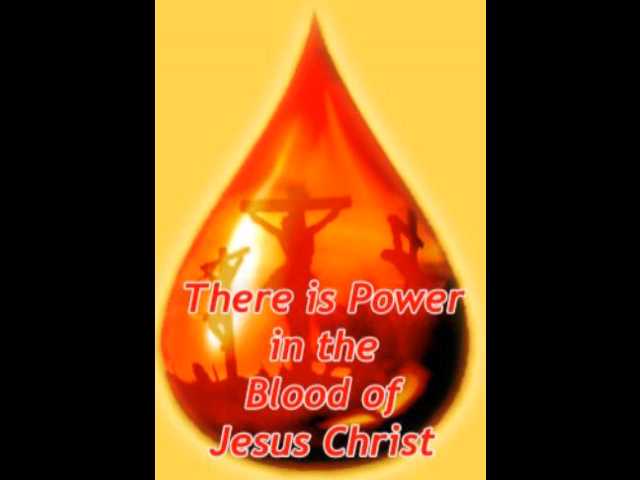 There is Power
in the
Blood of
Jesus Christ